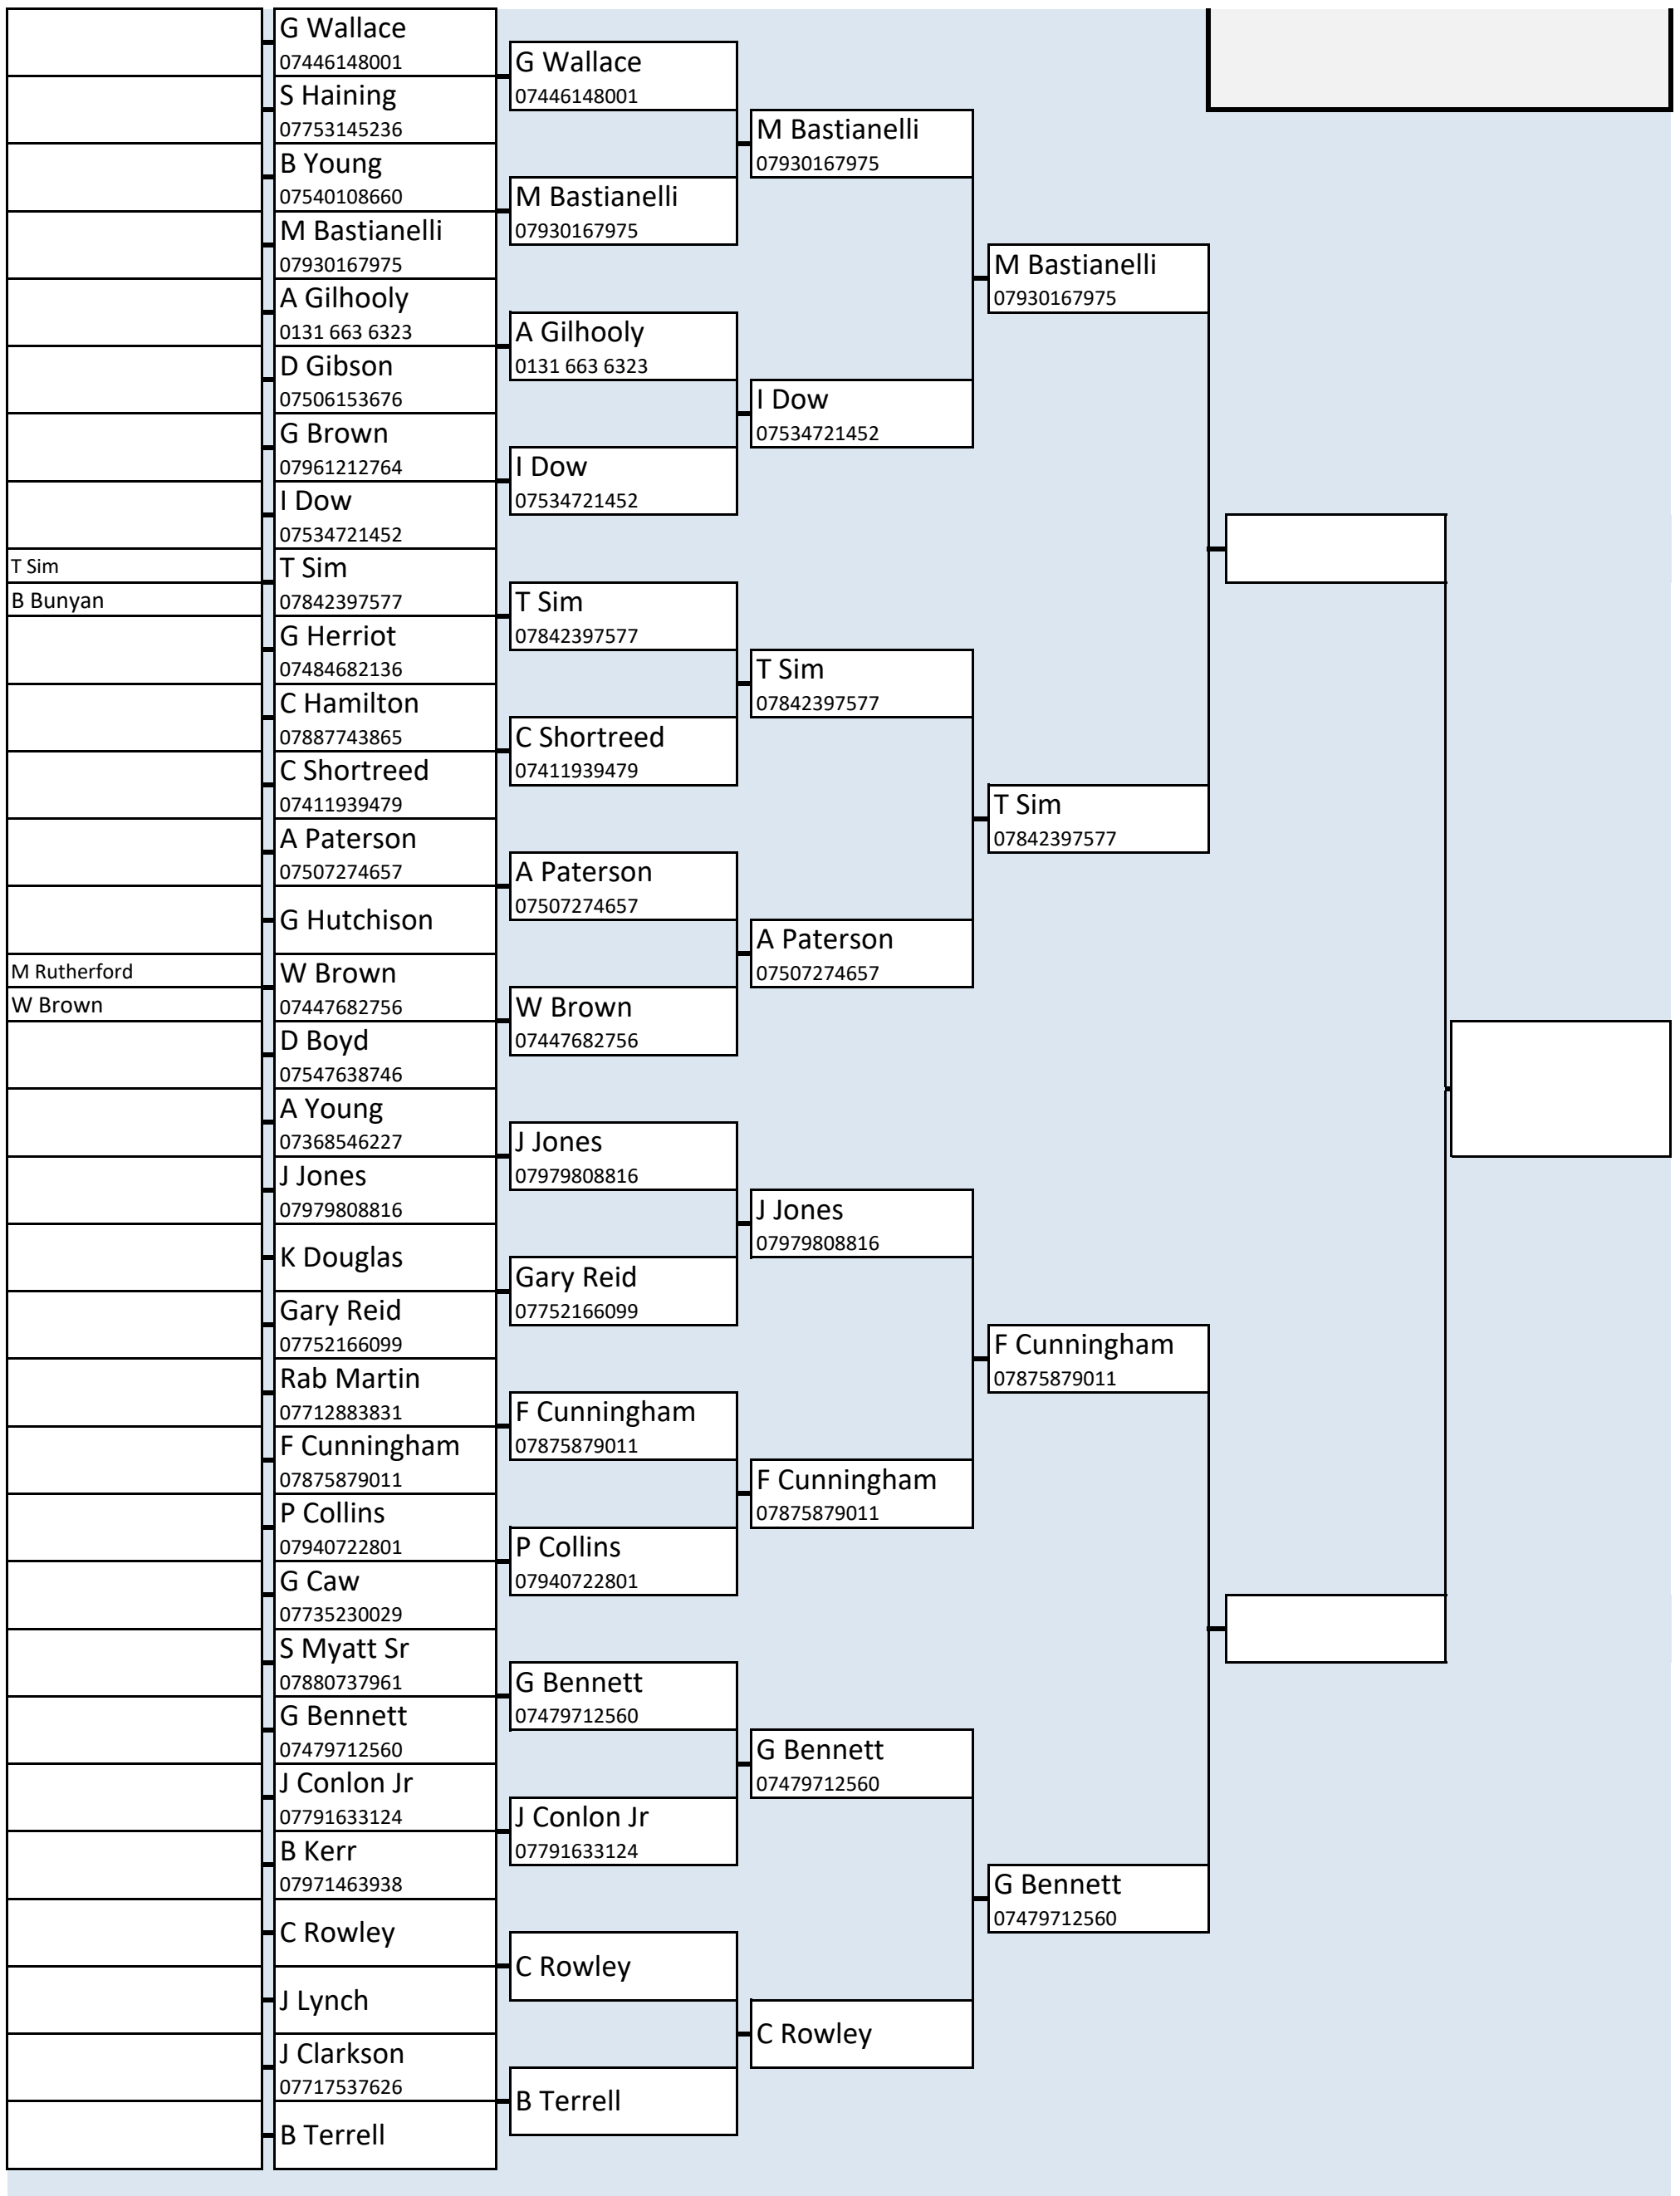 G Wallace
07446148001
S Haining
07753145236
B Young
07540108660
M Bastianelli
07930167975
A Gilhooly
0131 663 6323
D Gibson
07506153676
G Brown
07961212764
I Dow
07534721452
T Sim
B Bunyan
T Sim
07842397577
G Herriot
07484682136
C Hamilton
07887743865
C Shortreed
07411939479
A Paterson
07507274657
G Hutchison
M Rutherford
W Brown
W Brown
07447682756
D Boyd
07547638746
A Young
07368546227
J Jones
07979808816
K Douglas
Gary Reid
07752166099
Rab Martin
07712883831
F Cunningham
07875879011
P Collins
07940722801
G Caw
07735230029
S Myatt Sr
07880737961
G Bennett
07479712560
J Conlon Jr
07791633124
B Kerr
07971463938
C Rowley
J Lynch
J Clarkson
07717537626
B Terrell
G Wallace
07446148001
M Bastianelli
07930167975
A Gilhooly
0131 663 6323
I Dow
07534721452
T Sim
07842397577
C Shortreed
07411939479
A Paterson
07507274657
W Brown
07447682756
J Jones
07979808816
Gary Reid
07752166099
F Cunningham
07875879011
P Collins
07940722801
G Bennett
07479712560
J Conlon Jr
07791633124
C Rowley
B Terrell
M Bastianelli
07930167975
I Dow
07534721452
T Sim
07842397577
A Paterson
07507274657
J Jones
07979808816
F Cunningham
07875879011
G Bennett
07479712560
C Rowley
M Bastianelli
07930167975
T Sim
07842397577
F Cunningham
07875879011
G Bennett
07479712560